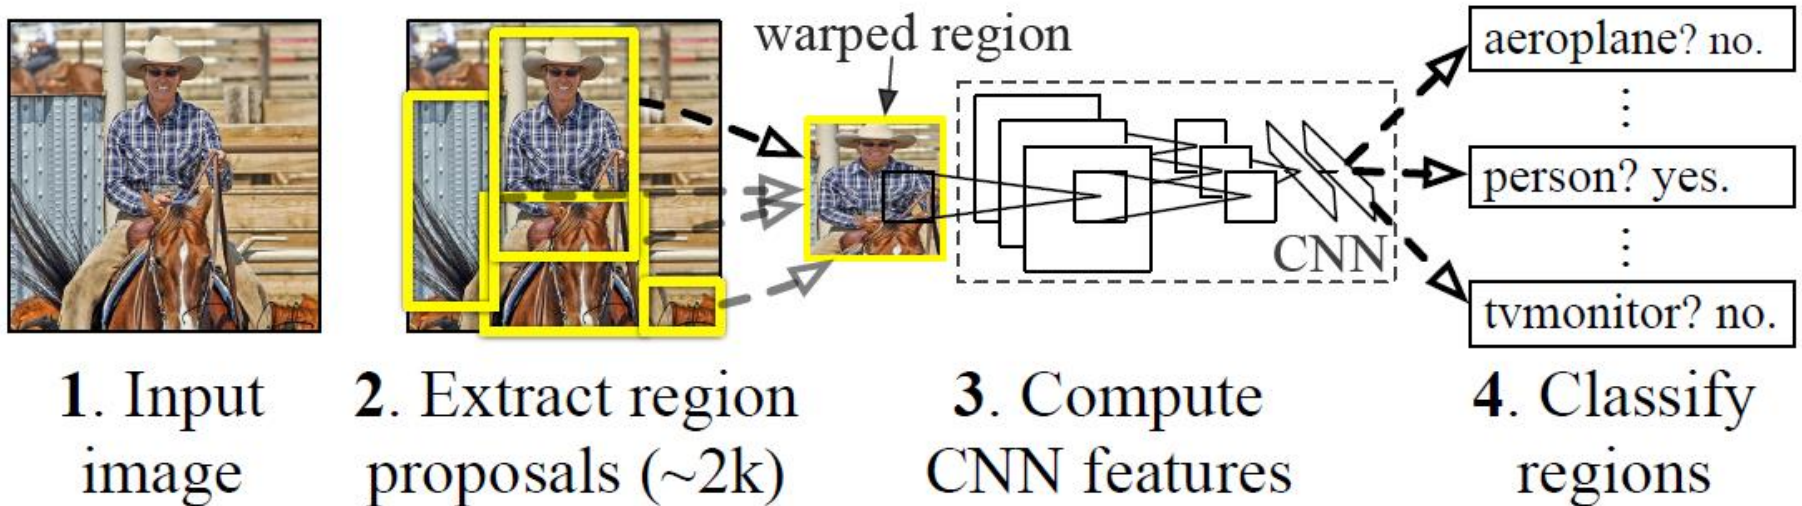 warped region
aeroplane? no.
⋮
person? yes.
⋮
tvmonitor? no.
CNN
1. Input
image
2. Extract region
proposals (~2k)
3. Compute
CNN features
4. Classify
regions